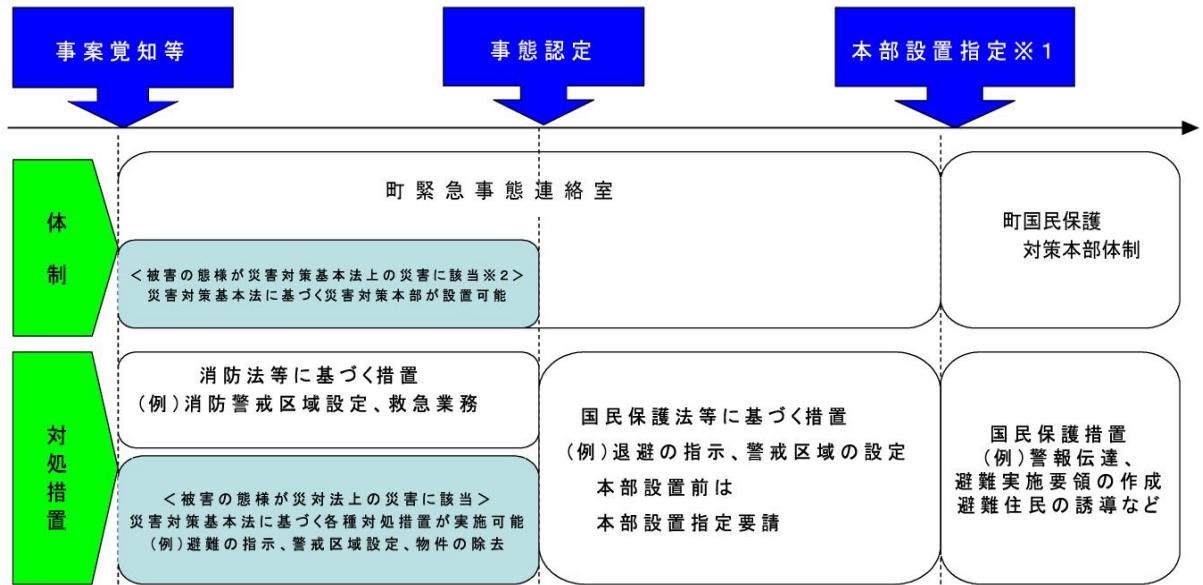 事案覚知等
事態認定
本部設置指定※1
体制
町緊急事態連絡室
<被害の態様が災害対策基本法上の災害に該当※2>
災害対策基本法に基づく災害対策本部が設置可能
町国民保護
対策本部体制
対処措置
消防法等に基づく措置
(例)消防警戒区域設定、救急業務
<被害の態様が災対法上の災害に該当>
災害対策基本法に基づく各種対処措置が実施可能
(例)避難の指示、警戒区域設定、物件の除去
国民保護法等に基づく措置
(例)退避の指示、警戒区域の設定
本部設置前は
本部設置指定要請
国民保護措置
(例)警報伝達、
避難実施要領の作成
避難住民の誘導など